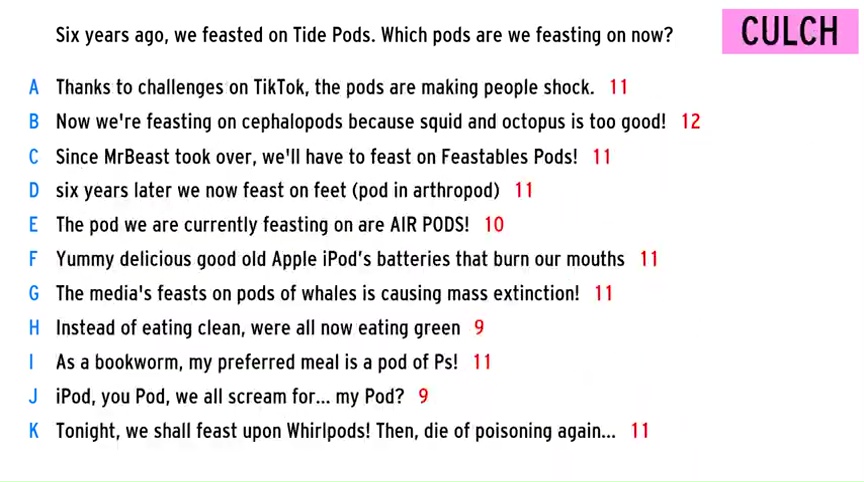 Six years ago, we feasted on Tide Pods. Which pods are we feasting on now?
CULCH
A Thanks to challenges on TikTok, the pods are making people shock. 11
B Now we're feasting on cephalopods because squid and octopus is too good! 12
C Since MrBeast took over, we'll have to feast on Feastables Pods! 11
D six years later we now feast on feet (pod in arthropod) 11
E The pod we are currently feasting on are AIR PODS! 10
F Yummy delicious good old Apple iPod’s batteries that burn our mouths 11
G The media's feasts on pods of whales is causing mass extinction! 11
H Instead of eating clean, were all now eating green 9
I As a bookworm, my preferred meal is a pod of Ps! 11
J iPod, you Pod, we all scream for... my Pod? 9
K Tonight, we shall feast upon Whirlpods! Then, die of poisoning again... 11